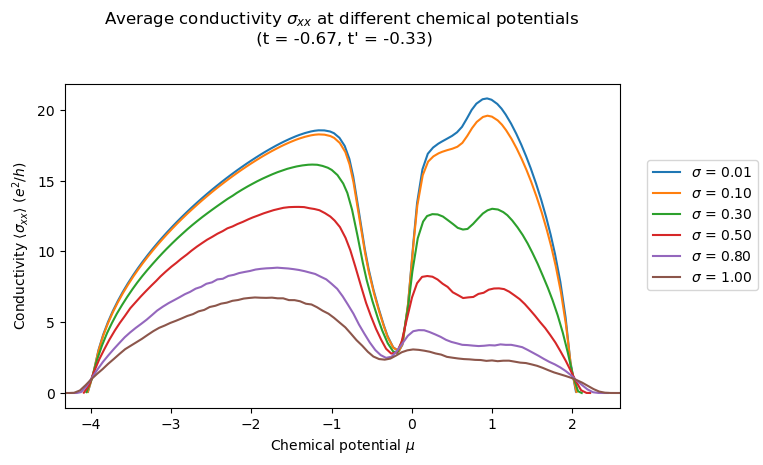 Average conductivity σxx at different chemical potentials
(t = -0.67, t' = -0.33)
Conductivity ⟨σxx⟩ (e²/h)
20
15
10
5
0
−4
−3
−2
−1
0
1
2
Chemical potential μ
σ = 0.01
σ = 0.10
σ = 0.30
σ = 0.50
σ = 0.80
σ = 1.00